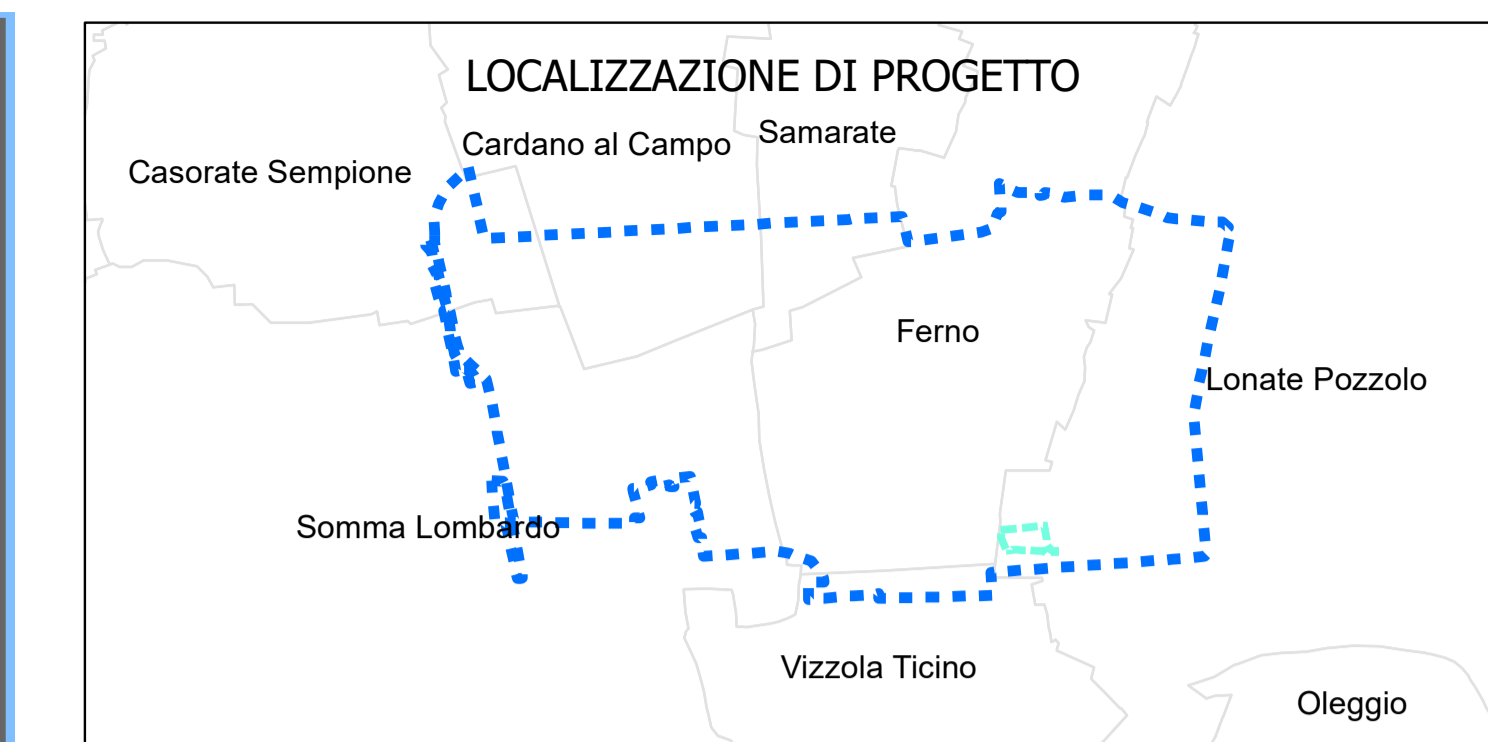 LOCALIZZAZIONE DI PROGETTO
Samarate
Cardano al Campo
Casorate Sempione
Ferno
Lonate Pozzolo
Somma Lombardo
Vizzola Ticino
Oleggio